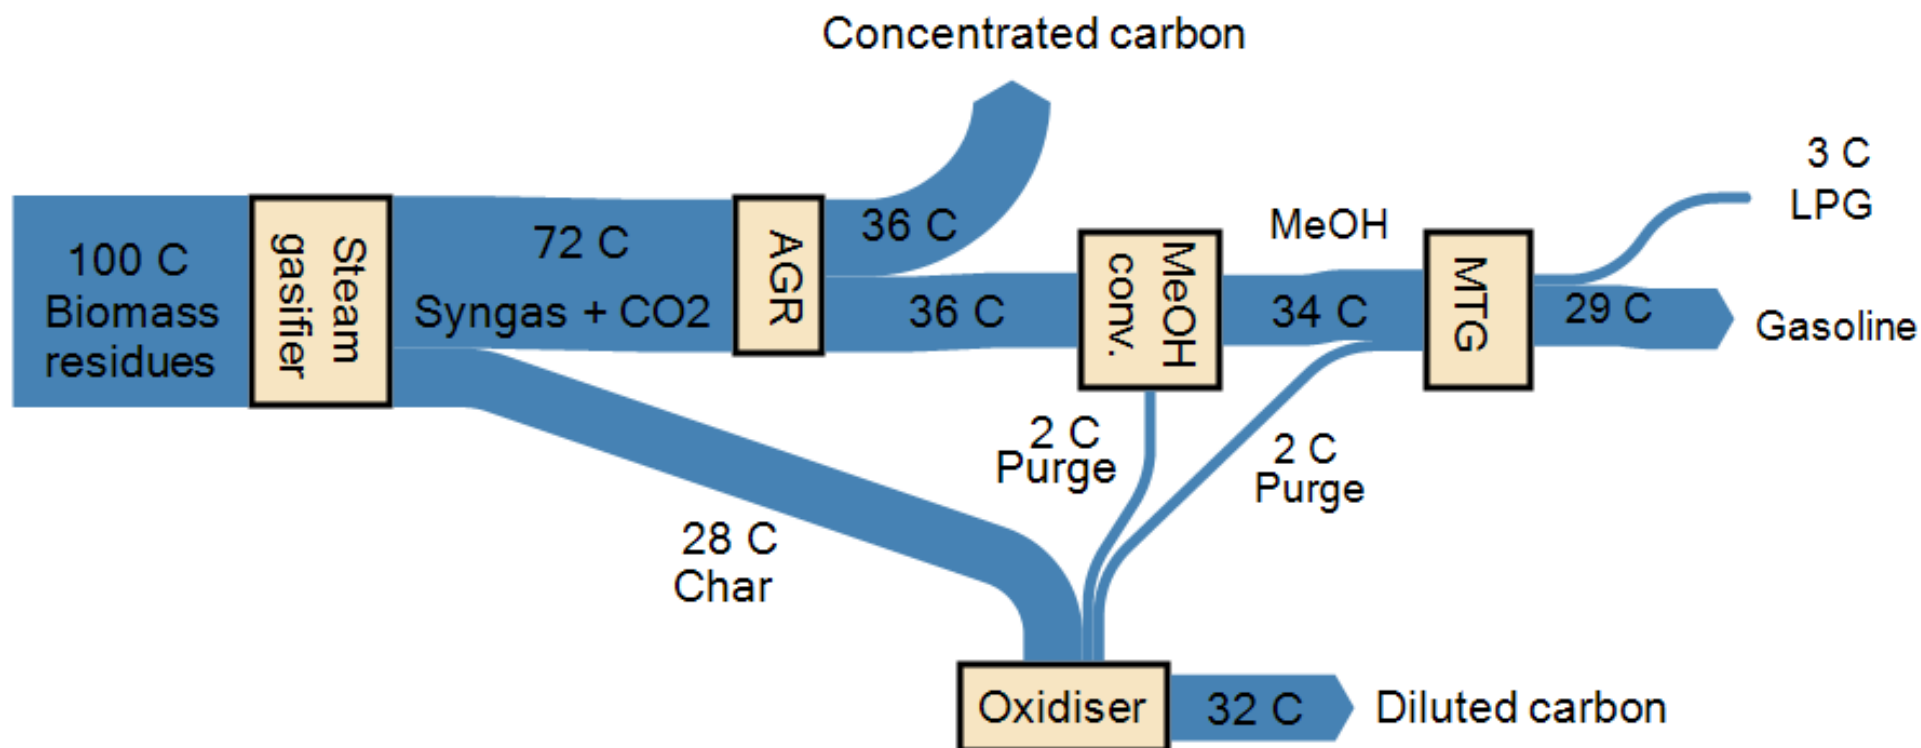 Concentrated carbon
3 C
LPG
100 C
Biomass
residues
Steam
gasifier
72 C
Syngas + CO2
AGR
36 C
36 C
MeOH
conv.
MeOH
34 C
MTG
29 C
Gasoline
2 C
Purge
2 C
Purge
28 C
Char
Oxidiser
32 C
Diluted carbon